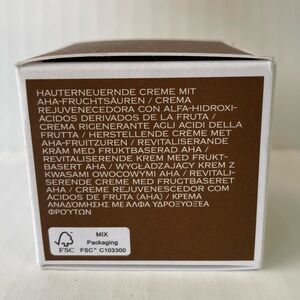 HAUTERNEUERNDE CREME MIT
AHA-FRUCHTSÄUREN / CREMA
REJUVENECEDORA CON ALFA-HIDROXI-
ÁCIDOS DERIVADOS DE LA FRUTA /
CREMA RIGENERANTE AGLI ACIDI DELLA
FRUTTA / HERSTELLENDE CRÈME MET
AHA-FRUITZUREN / REVITALISERANDE
KRÄM MED FRUKTBASERAD AHA /
REVITALISERENDE KREM MED FRUKT-
BASERT AHA / WYGŁADZAJĄCY KREM Z
KWASAMI OWOCOWYMI AHA / REVITALI-
SERENDE CREME MED FRUGTBASERET
AHA / CREME REJUVENESCEDOR COM
ÁCIDOS DE FRUTA (AHA) / ΚΡΕΜΑ
ΑΝΑΔΟΜΗΣΗΣ ΜΕ ΑΛΦΑ ΥΔΡΟΞΥΟΞΕΑ
ΦΡΟΥΤΩΝ
FSC
MIX
Packaging
FSC™ C103300